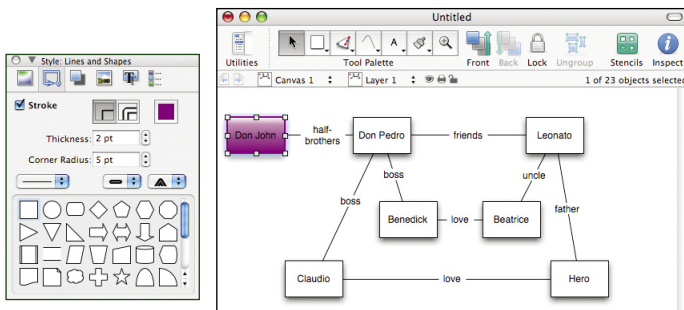 Style: Lines and Shapes
Stroke
Thickness: 2 pt
Corner Radius: 5 pt
Untitled
Utilities
Tool Palette
Front
Back
Lock
Ungroup
Stencils
Inspect
Canvas 1
Layer 1
1 of 23 objects selected
Don John
half-
brothers
Don Pedro
friends
Leonato
boss
boss
uncle
father
Benedick
love
Beatrice
Claudio
love
Hero